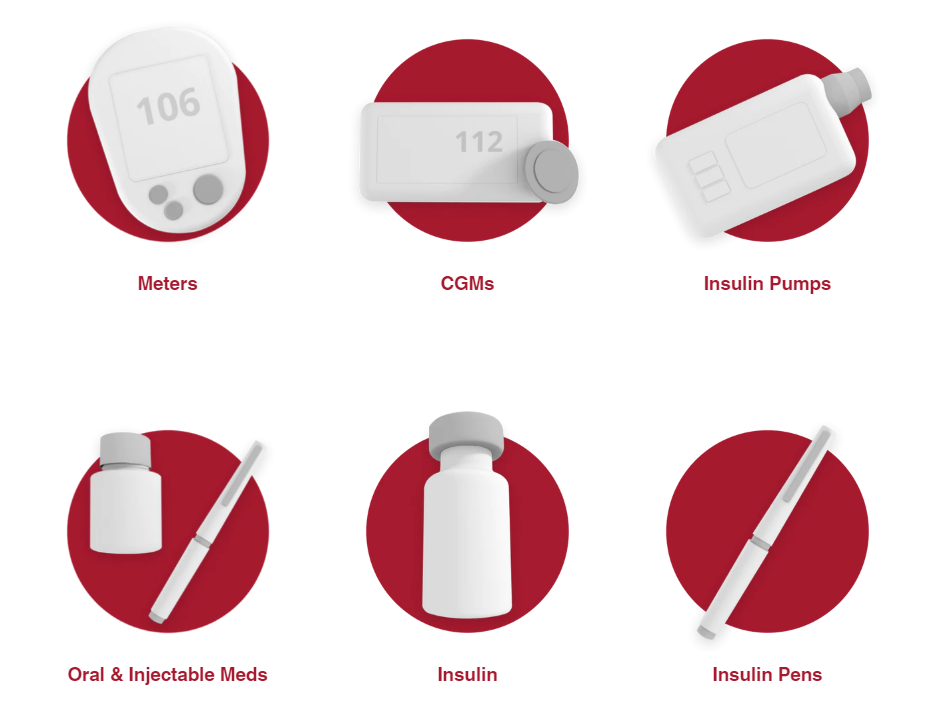 106
112
Meters
CGMs
Insulin Pumps
Oral & Injectable Meds
Insulin
Insulin Pens